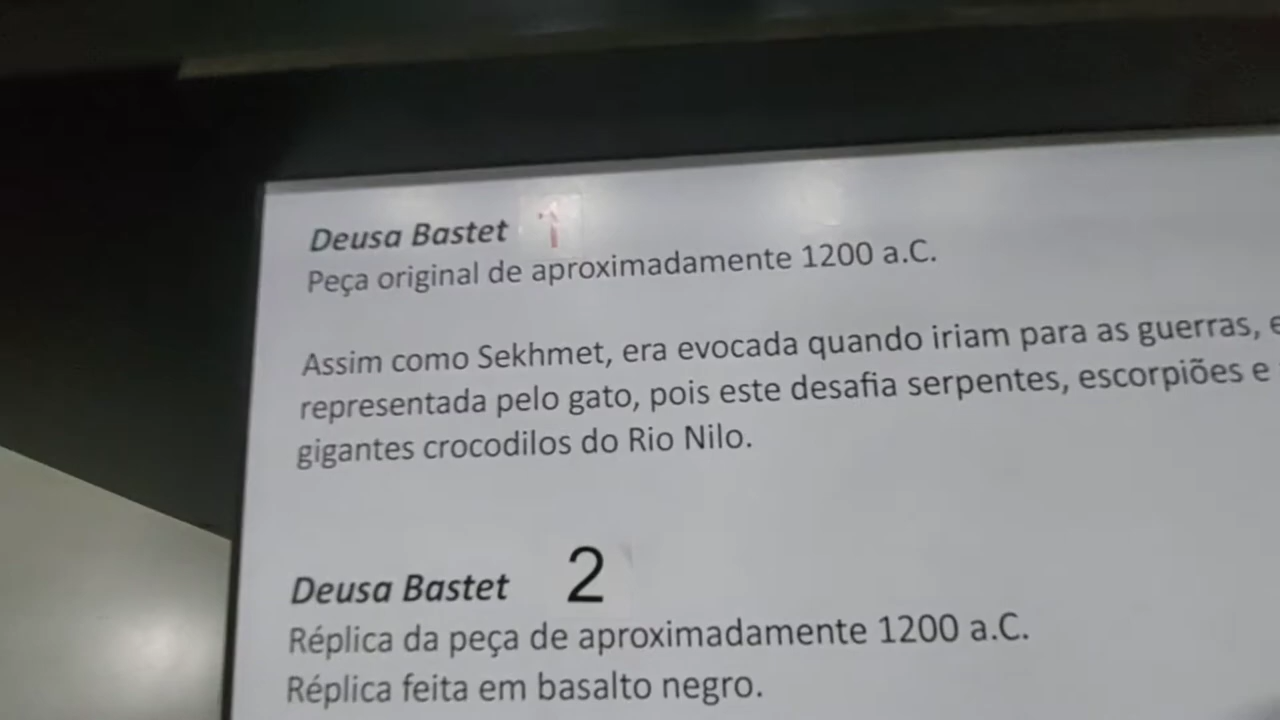 Deusa Bastet 1
Peça original de aproximadamente 1200 a.C.
Assim como Sekhmet, era evocada quando iriam para as guerras,
representada pelo gato, pois este desafia serpentes, escorpiões e
gigantes crocodilos do Rio Nilo.
Deusa Bastet 2
Réplica da peça de aproximadamente 1200 a.C.
Réplica feita em basalto negro.